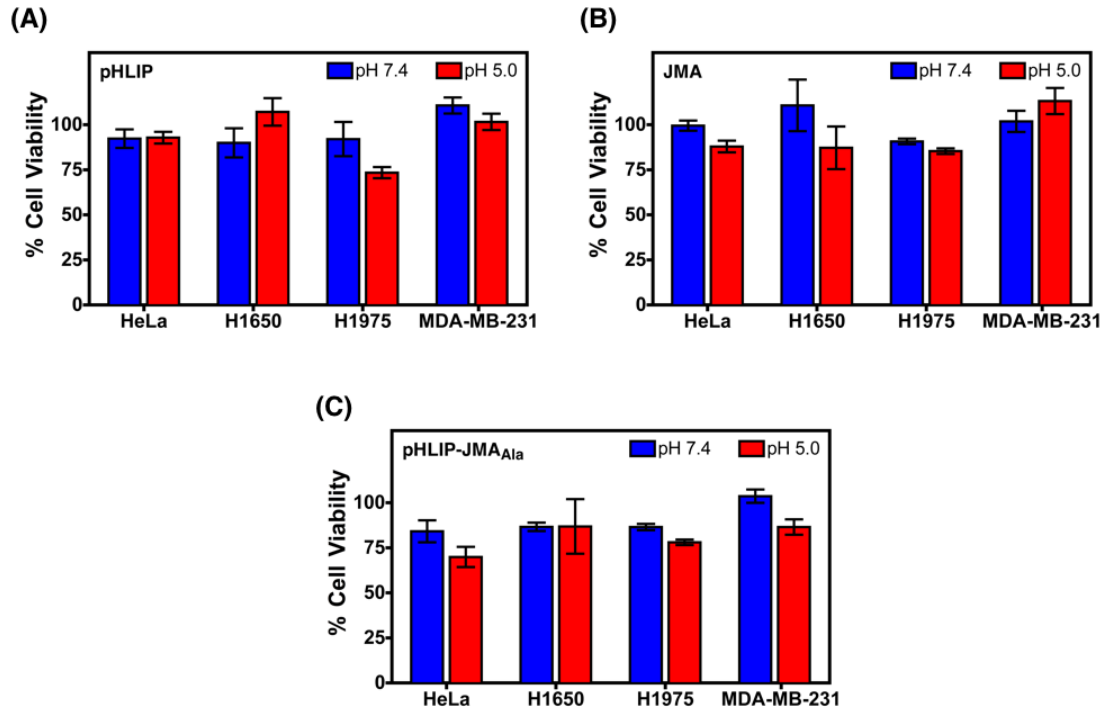 (A)
pHLIP
pH 7.4
pH 5.0
% Cell Viability
100
75
50
25
0
HeLa
H1650
H1975
MDA-MB-231
(B)
JMA
pH 7.4
pH 5.0
% Cell Viability
100
75
50
25
0
HeLa
H1650
H1975
MDA-MB-231
(C)
pHLIP-JMAAla
pH 7.4
pH 5.0
% Cell Viability
100
75
50
25
0
HeLa
H1650
H1975
MDA-MB-231